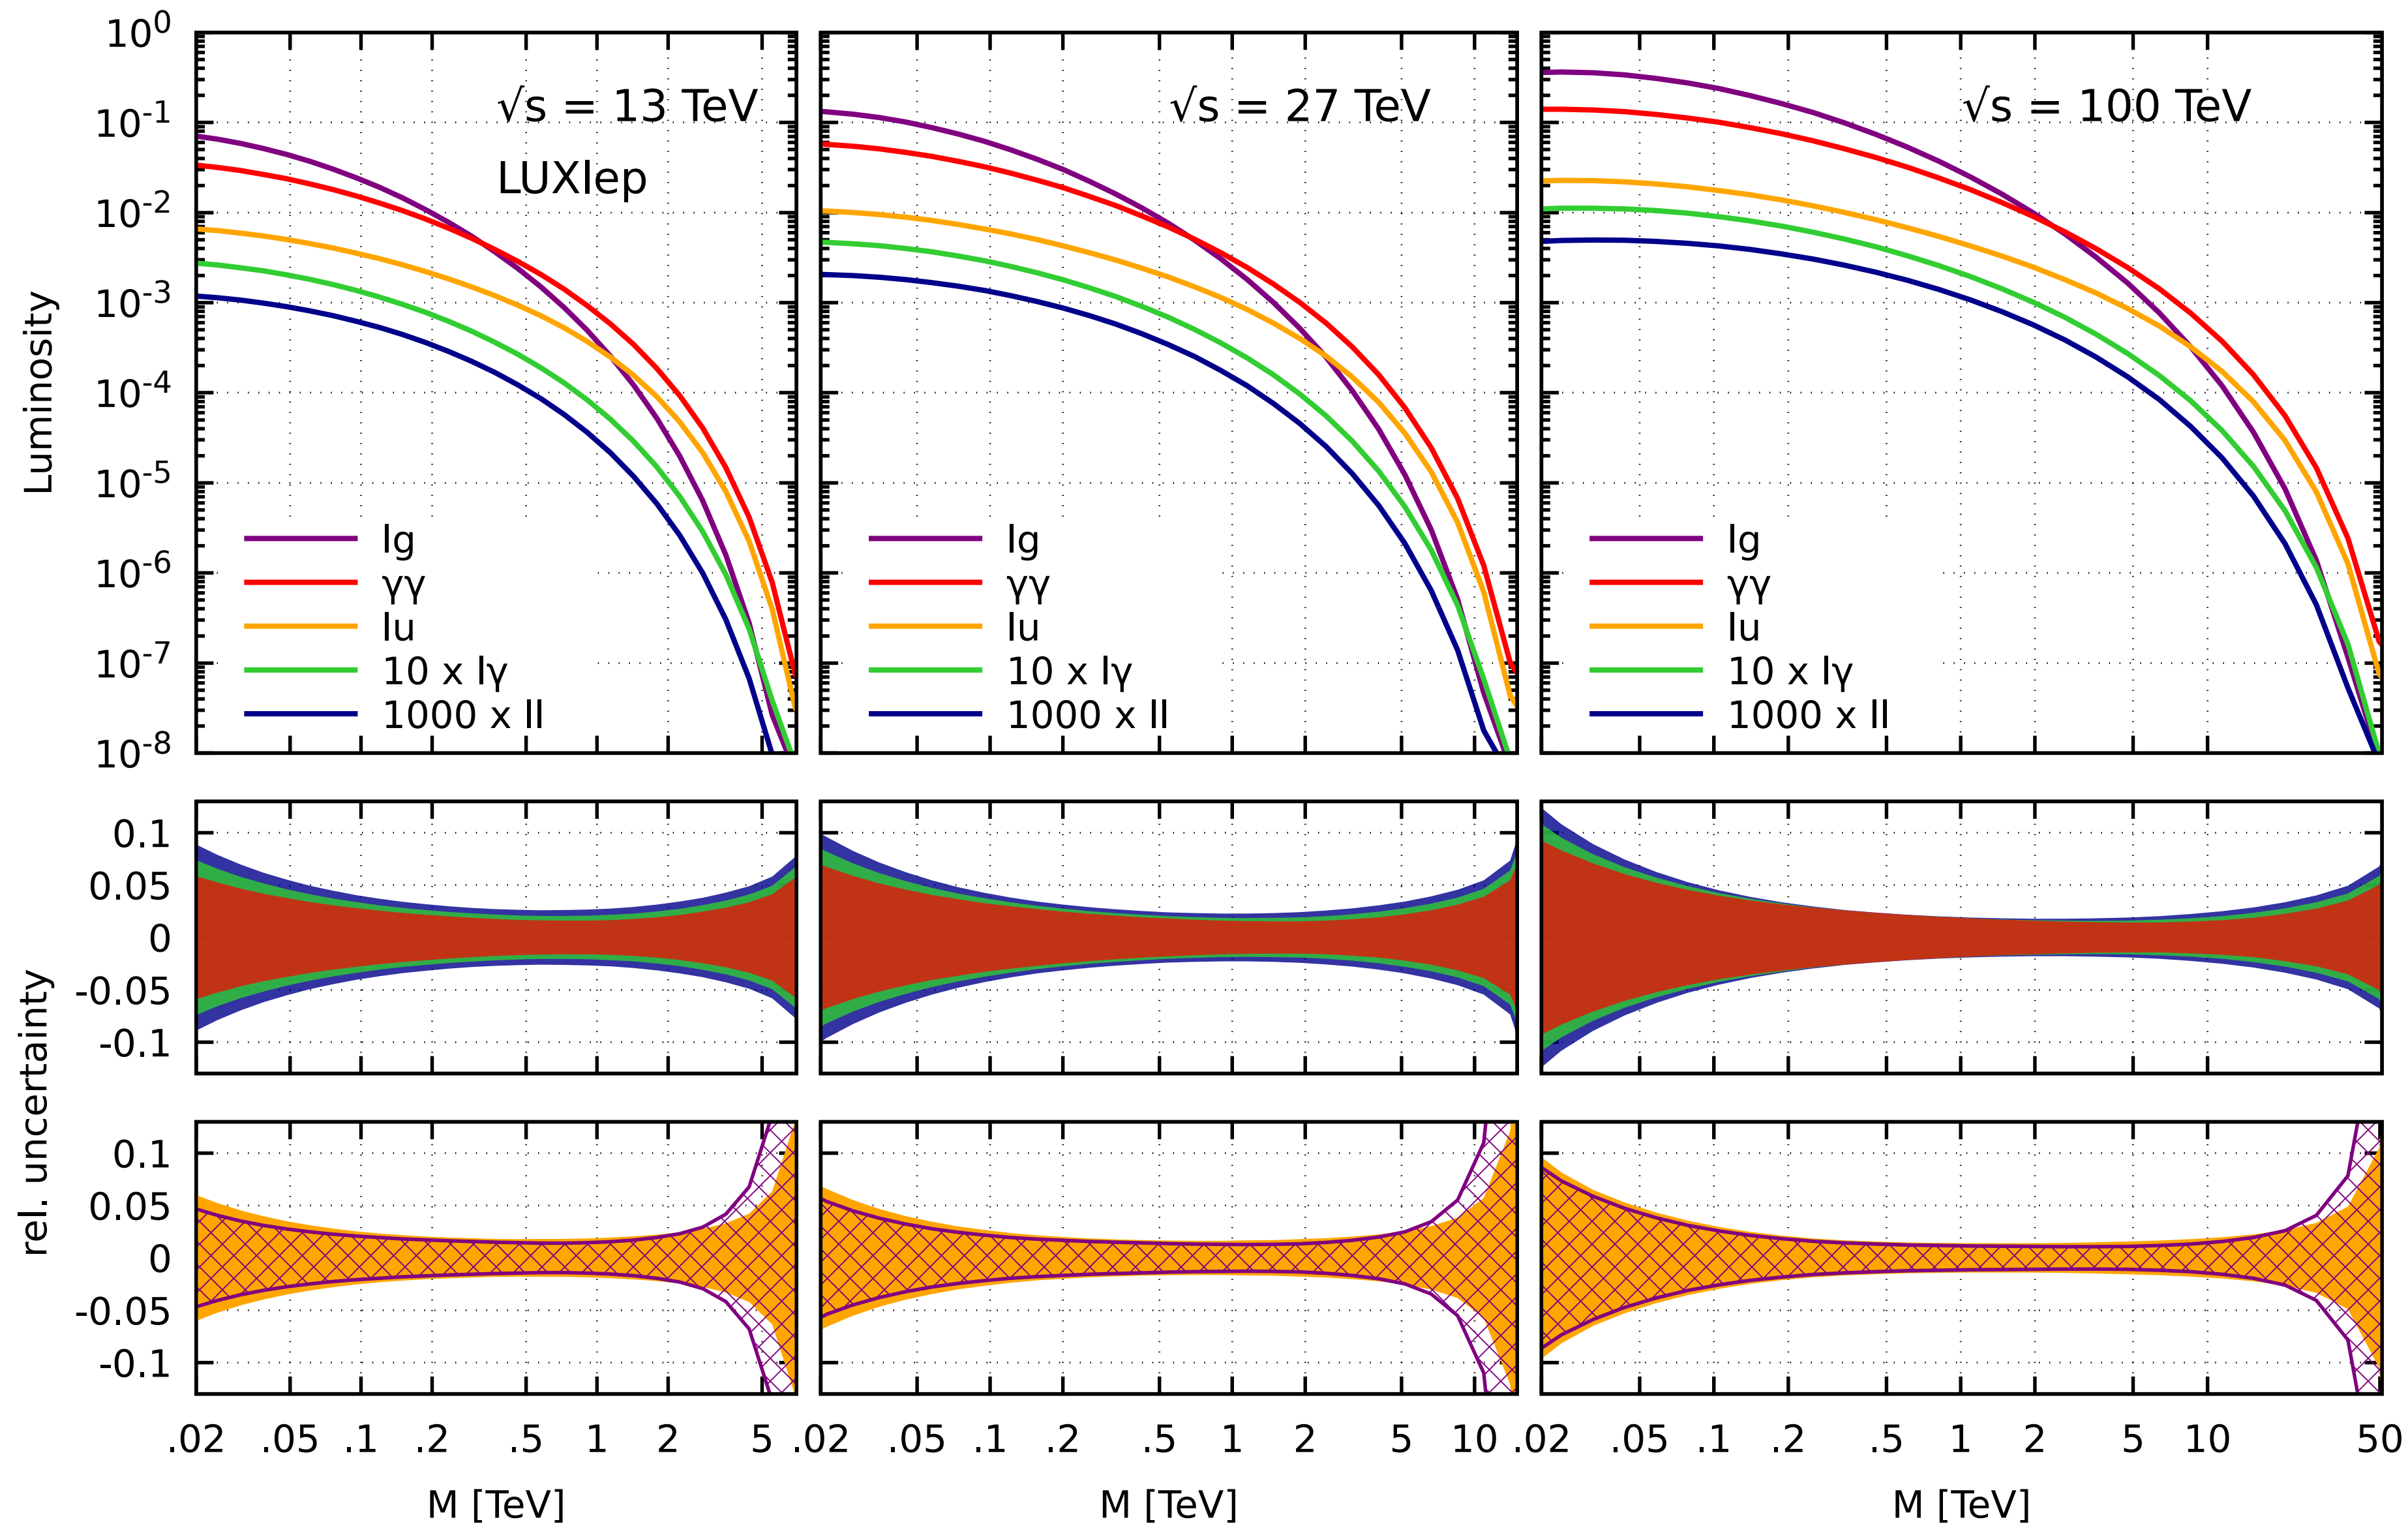 Luminosity
10^0
10^-1
10^-2
10^-3
10^-4
10^-5
10^-6
10^-7
10^-8
√s = 13 TeV
LUXlep
lg
γγ
lu
10 x lγ
1000 x ll
√s = 27 TeV
lg
γγ
lu
10 x lγ
1000 x ll
√s = 100 TeV
lg
γγ
lu
10 x lγ
1000 x ll
rel. uncertainty
0.1
0.05
0
-0.05
-0.1
0.1
0.05
0
-0.05
-0.1
.02 .05 .1 .2 .5 1 2 5
.02 .05 .1 .2 .5 1 2 5 10
.02 .05 .1 .2 .5 1 2 5 10 50
M [TeV]
M [TeV]
M [TeV]